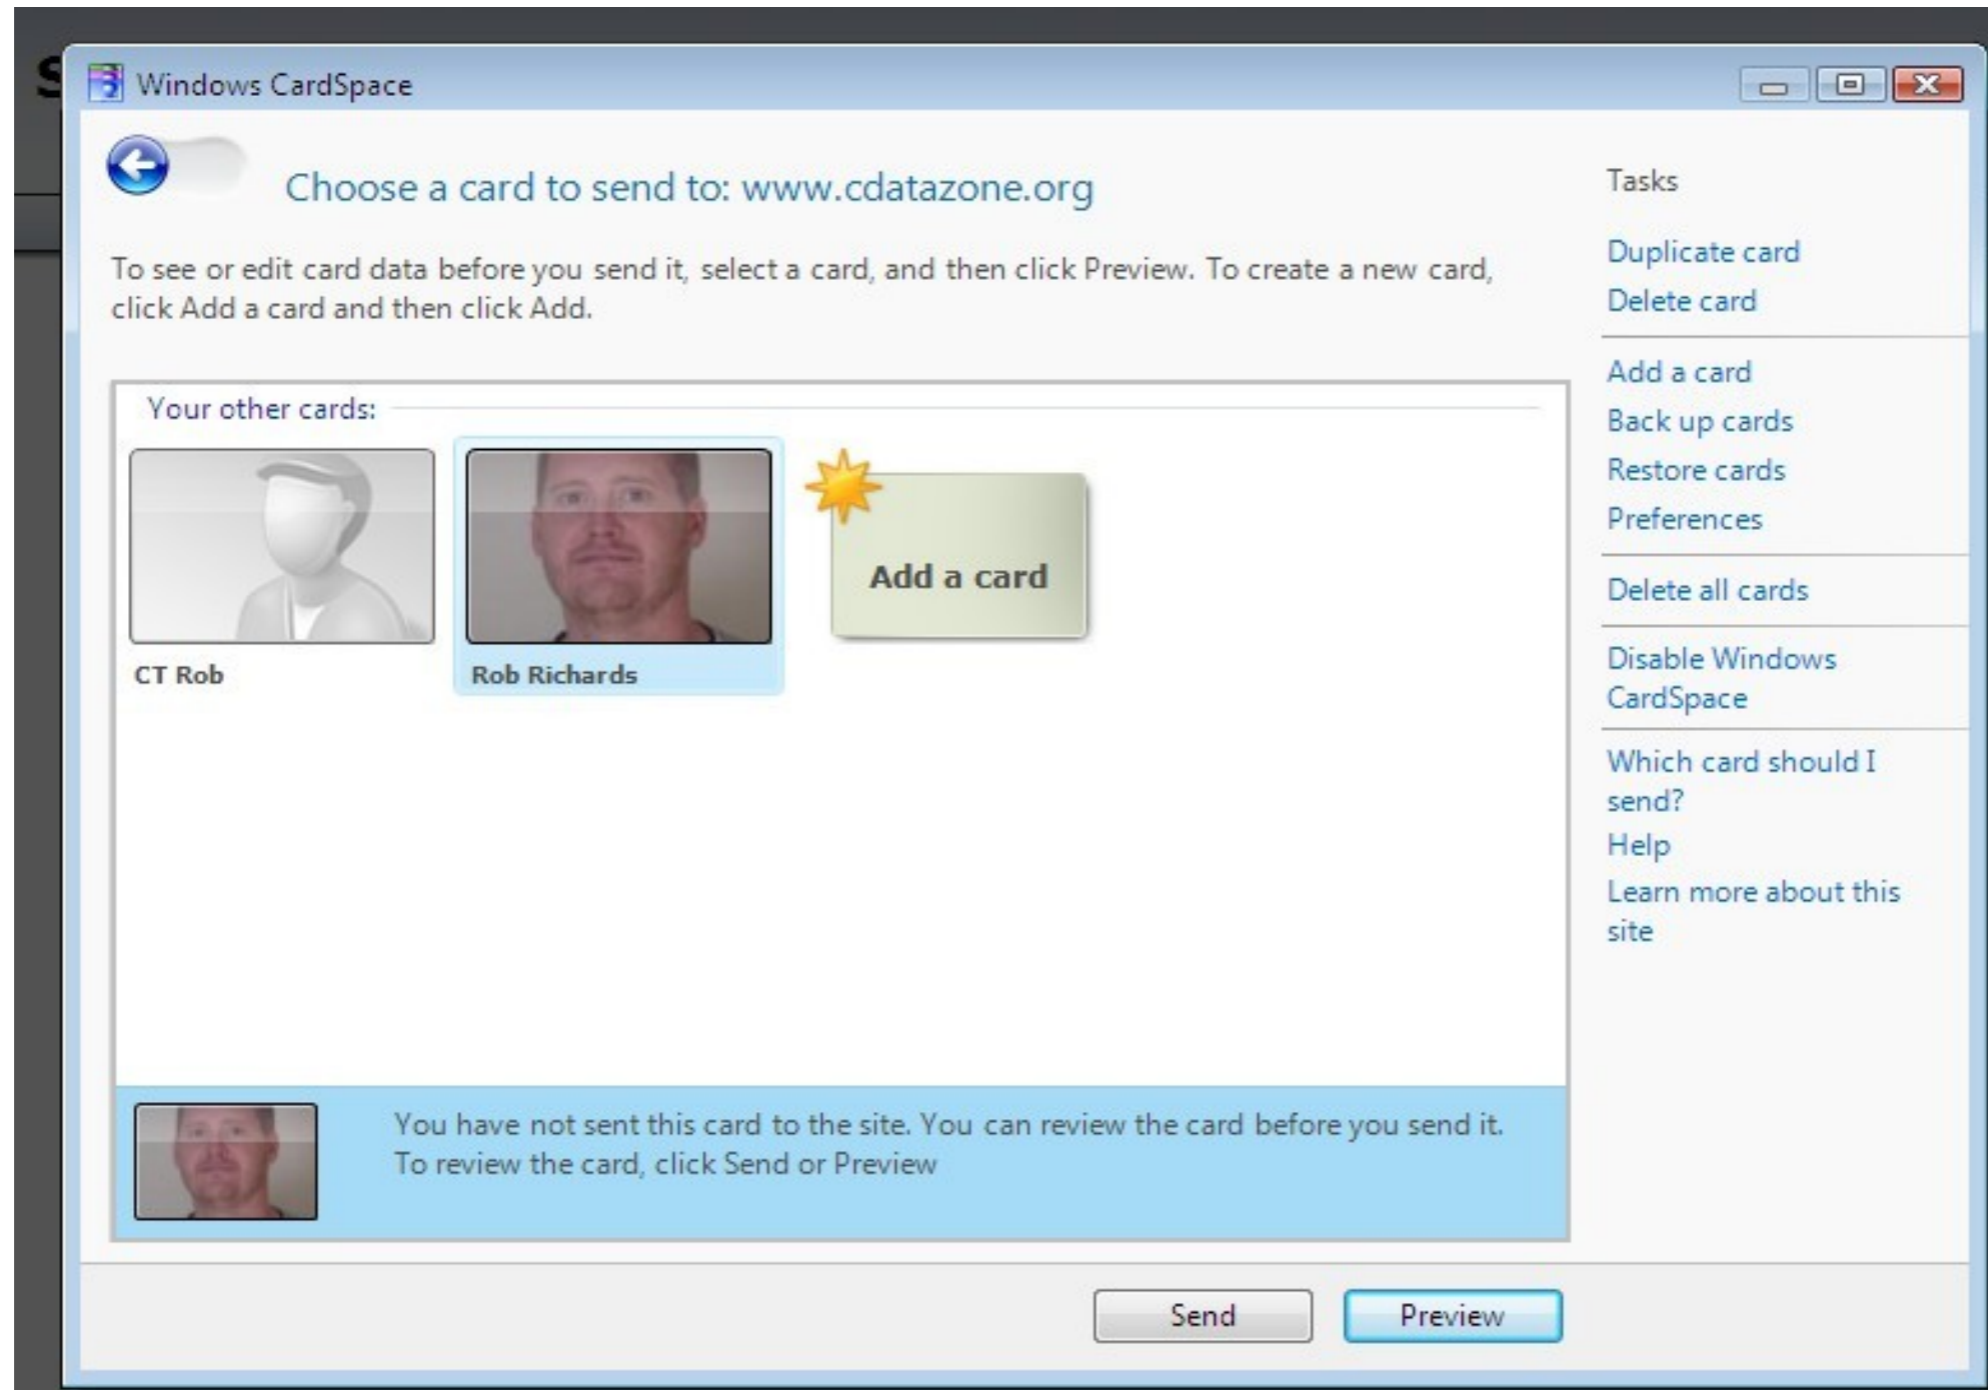 S
Windows CardSpace
Choose a card to send to: www.cdatazone.org
To see or edit card data before you send it, select a card, and then click Preview. To create a new card,
click Add a card and then click Add.
Your other cards:
CT Rob
Rob Richards
Add a card
You have not sent this card to the site. You can review the card before you send it.
To review the card, click Send or Preview
Send
Preview
Tasks
Duplicate card
Delete card
Add a card
Back up cards
Restore cards
Preferences
Delete all cards
Disable Windows
CardSpace
Which card should I
send?
Help
Learn more about this
site